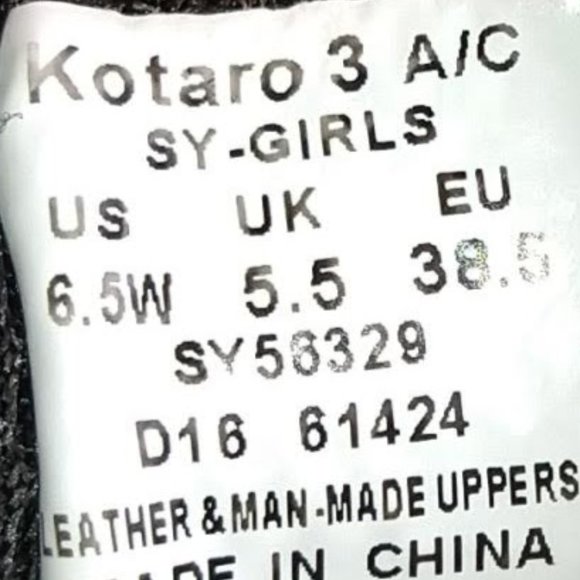 Kotaro 3 A/C
SY-GIRLS
US UK EU
6.5W 5.5 38.5
SY56329
D16 61424
LEATHER & MAN-MADE UPPERS
MADE IN CHINA